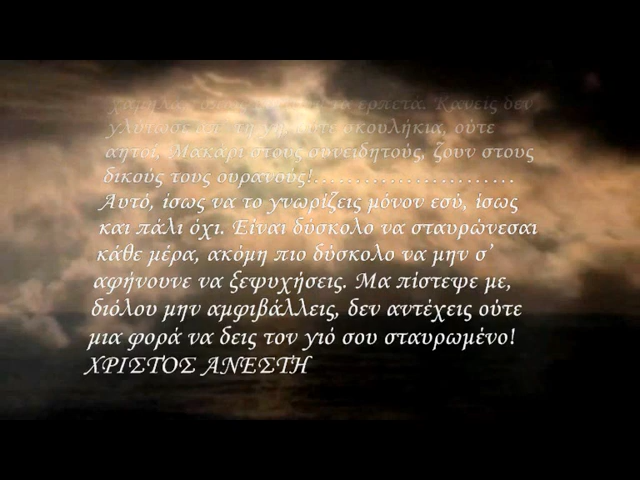 ερπετά. Κανείς δεν
γλύτωσε σκουλήκια, ούτε
αητοί, Μακάρι στους συνειδητούς, ζουν στους
δικούς τους ουρανούς!……………………
Αυτό, ίσως να το γνωρίζεις μόνον εσύ, ίσως
και πάλι όχι. Είναι δύσκολο να σταυρώνεσαι
κάθε μέρα, ακόμη πιο δύσκολο να μην σ’
αφήνουνε να ξεψυχήσεις. Μα πίστεψε με,
διόλου μην αμφιβάλλεις, δεν αντέχεις ούτε
μια φορά να δεις τον γιό σου σταυρωμένο!
ΧΡΙΣΤΟΣ ΑΝΕΣΤΗ